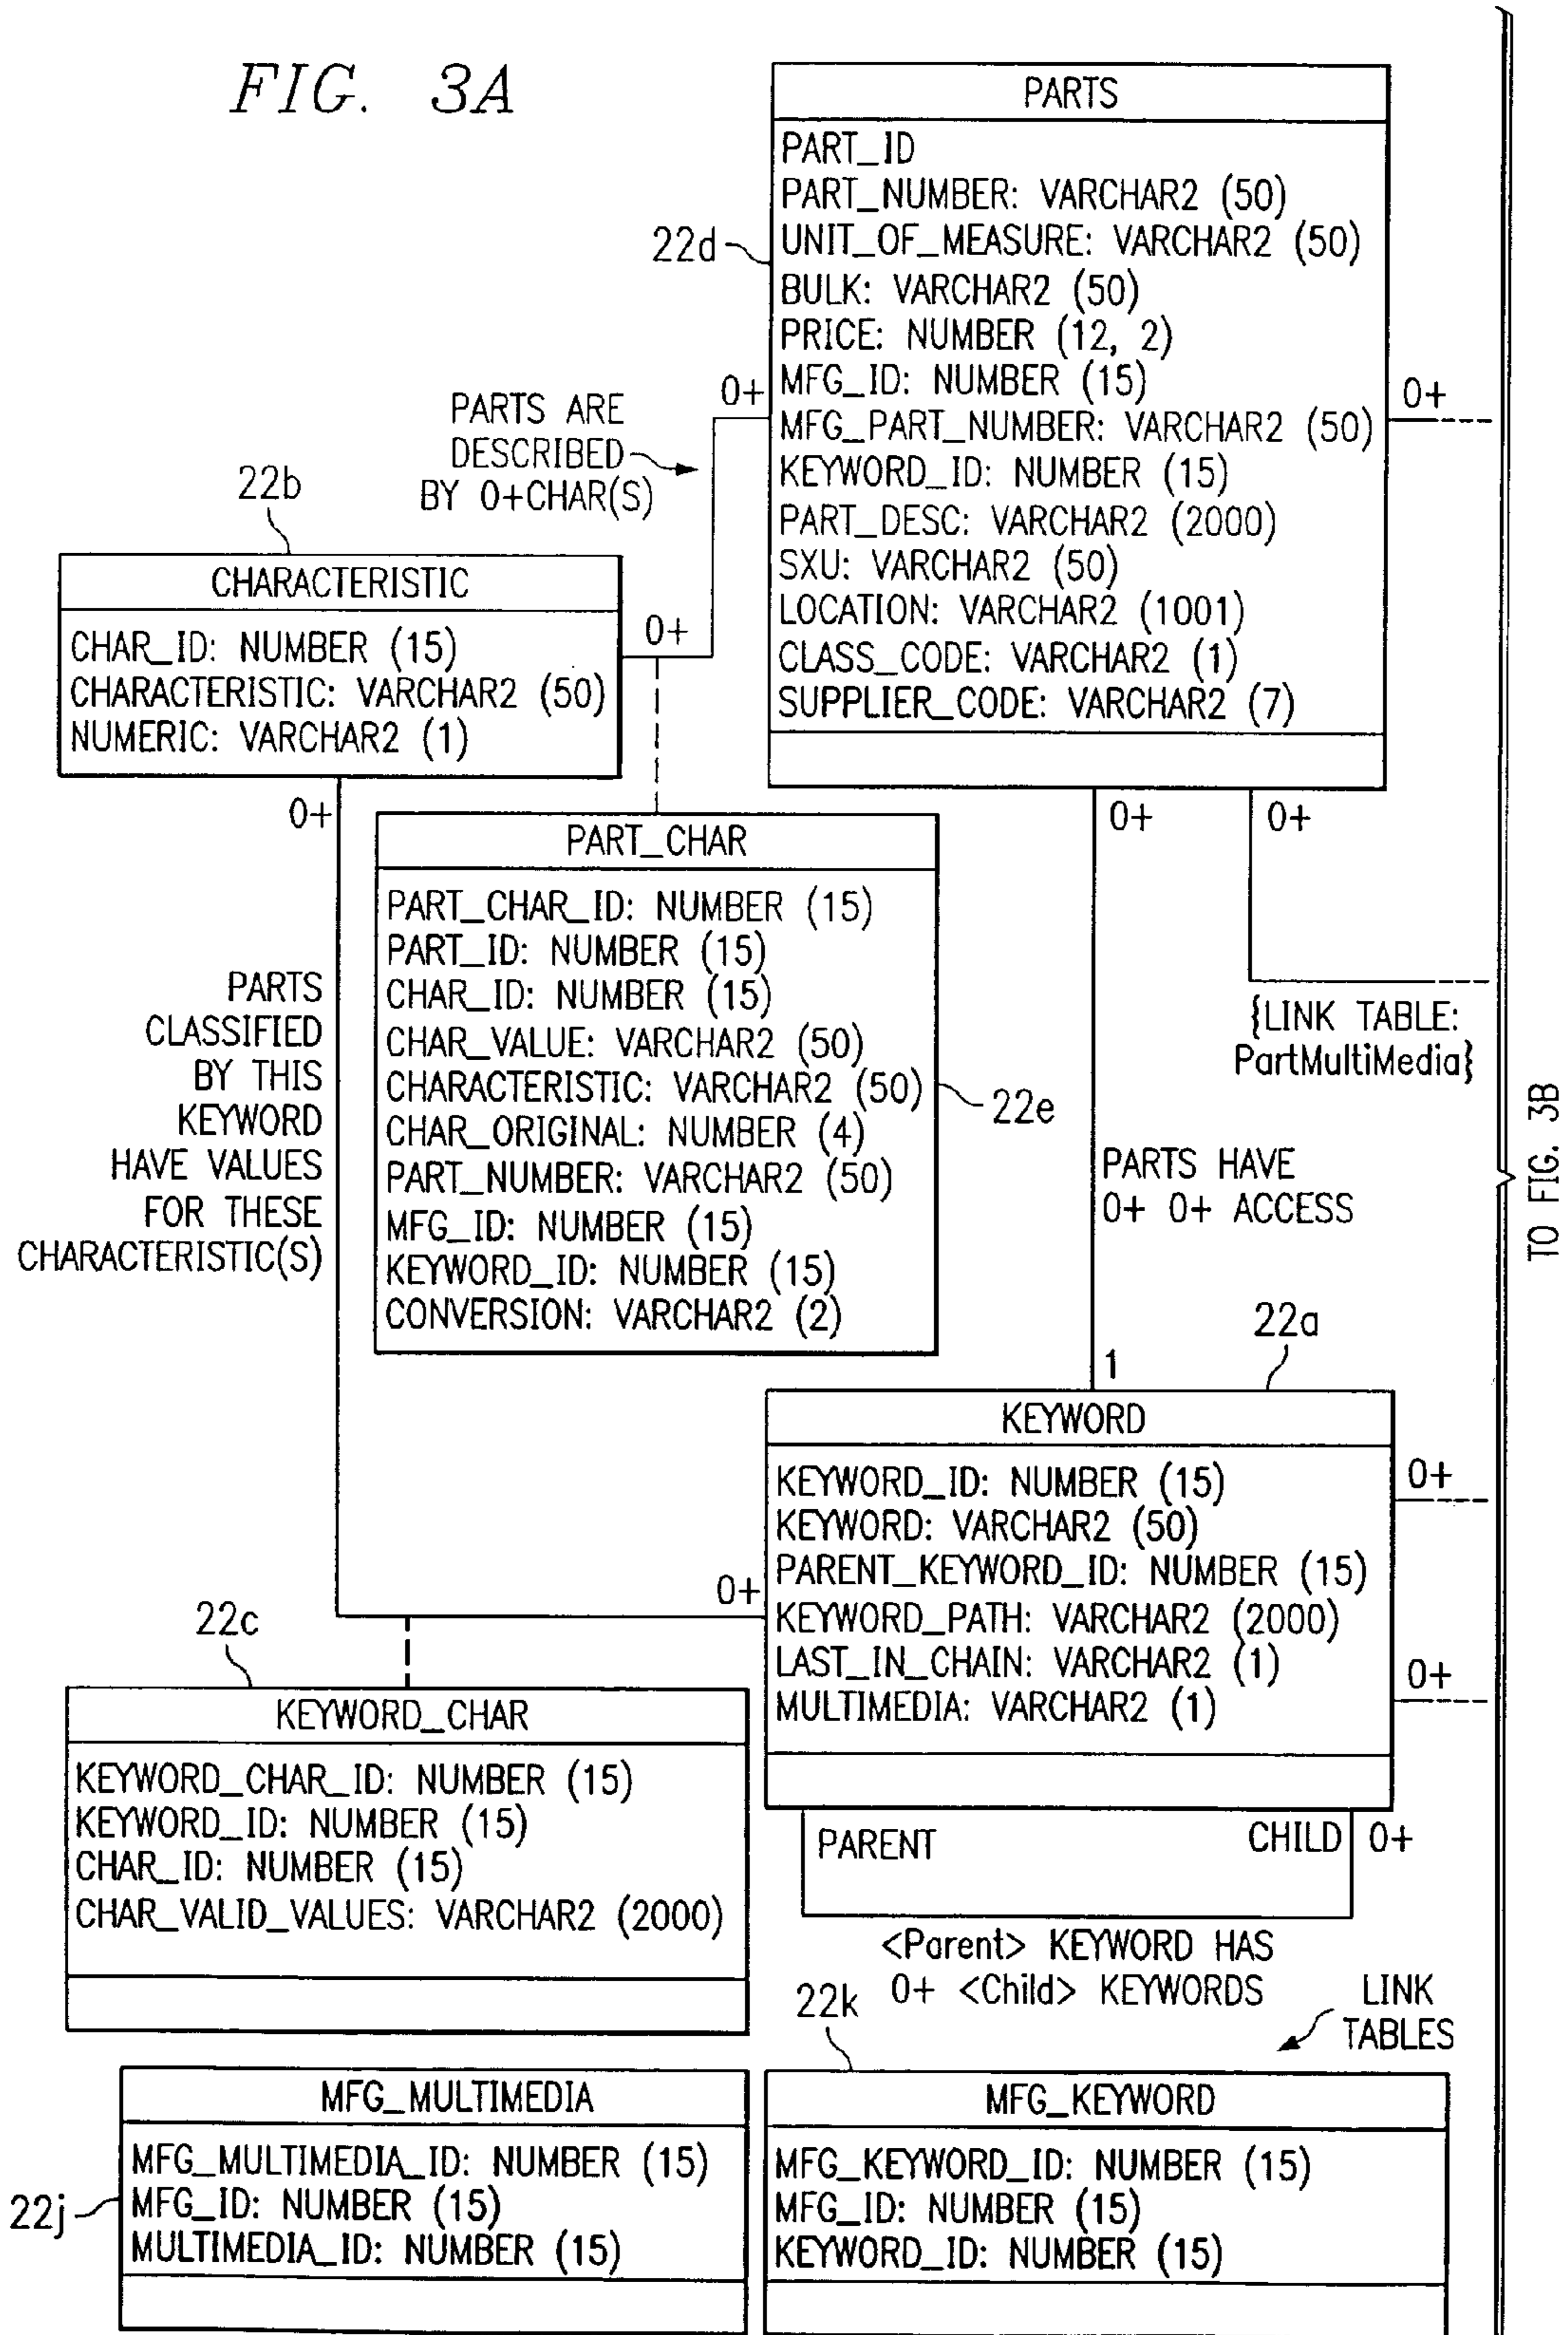 FIG. 3A
PARTS
PART_ID
PART_NUMBER: VARCHAR2 (50)
UNIT_OF_MEASURE: VARCHAR2 (50)
BULK: VARCHAR2 (50)
PRICE: NUMBER (12, 2)
MFG_ID: NUMBER (15)
MFG_PART_NUMBER: VARCHAR2 (50)
KEYWORD_ID: NUMBER (15)
PART_DESC: VARCHAR2 (2000)
SXU: VARCHAR2 (50)
LOCATION: VARCHAR2 (1001)
CLASS_CODE: VARCHAR2 (1)
SUPPLIER_CODE: VARCHAR2 (7)
22d
0+
0+
PARTS ARE
DESCRIBED
BY 0+CHAR(S)
22b
CHARACTERISTIC
CHAR_ID: NUMBER (15)
CHARACTERISTIC: VARCHAR2 (50)
NUMERIC: VARCHAR2 (1)
0+
0+
0+
0+
PART_CHAR
PART_CHAR_ID: NUMBER (15)
PART_ID: NUMBER (15)
CHAR_ID: NUMBER (15)
CHAR_VALUE: VARCHAR2 (50)
CHARACTERISTIC: VARCHAR2 (50)
CHAR_ORIGINAL: NUMBER (4)
PART_NUMBER: VARCHAR2 (50)
MFG_ID: NUMBER (15)
KEYWORD_ID: NUMBER (15)
CONVERSION: VARCHAR2 (2)
22e
PARTS
CLASSIFIED
BY THIS
KEYWORD
HAVE VALUES
FOR THESE
CHARACTERISTIC(S)
{LINK TABLE:
PartMultiMedia}
PARTS HAVE
0+ 0+ ACCESS
TO FIG. 3B
22a
1
KEYWORD
KEYWORD_ID: NUMBER (15)
KEYWORD: VARCHAR2 (50)
PARENT_KEYWORD_ID: NUMBER (15)
KEYWORD_PATH: VARCHAR2 (2000)
LAST_IN_CHAIN: VARCHAR2 (1)
MULTIMEDIA: VARCHAR2 (1)
0+
0+
0+
22c
KEYWORD_CHAR
KEYWORD_CHAR_ID: NUMBER (15)
KEYWORD_ID: NUMBER (15)
CHAR_ID: NUMBER (15)
CHAR_VALID_VALUES: VARCHAR2 (2000)
PARENT
CHILD
0+
<Parent> KEYWORD HAS
0+ <Child> KEYWORDS
LINK
TABLES
22k
MFG_MULTIMEDIA
MFG_MULTIMEDIA_ID: NUMBER (15)
MFG_ID: NUMBER (15)
MULTIMEDIA_ID: NUMBER (15)
22j
MFG_KEYWORD
MFG_KEYWORD_ID: NUMBER (15)
MFG_ID: NUMBER (15)
KEYWORD_ID: NUMBER (15)